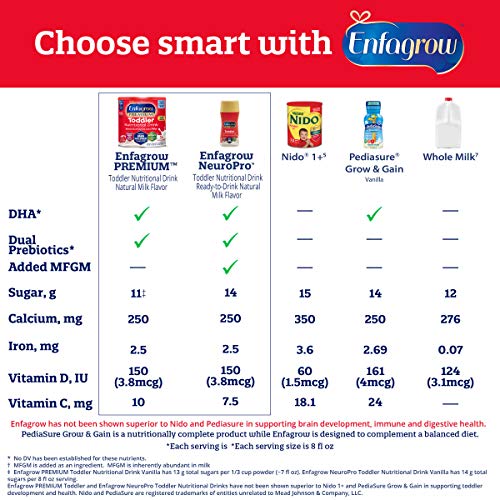 Choose smart with Enfagrow
Enfagrow
PREMIUM™
Toddler Nutritional Drink
Natural Milk Flavor
Enfagrow
NeuroPro*
Toddler Nutritional Drink
Ready-to-Drink Natural
Milk Flavor
NIDO
Nido® 1+⁵
Pediasure®
Grow & Gain
Vanilla
Whole Milk⁷
DHA* ✓ ✓ — ✓ —
Dual
Prebiotics* ✓ ✓ — — —
Added MFGM — ✓ — — —
Sugar, g 11‡ 14 15 14 12
Calcium, mg 250 250 350 250 276
Iron, mg 2.5 2.5 3.6 2.69 0.07
Vitamin D, IU 150 (3.8mcg) 150 (3.8mcg) 60 (1.5mcg) 161 (4mcg) 124 (3.1mcg)
Vitamin C, mg 10 7.5 18.1 24 —
Enfagrow has not been shown superior to Nido and Pediasure in supporting brain development, immune and digestive health.
PediaSure Grow & Gain is a nutritionally complete product while Enfagrow is designed to complement a balanced diet.
*Each serving is *Each serving is 8 fl oz
* No DV has been established for these nutrients.
† MFGM is added as an ingredient. MFGM is inherently abundant in milk
‡ Enfagrow PREMIUM Toddler Nutritional Drink Vanilla has 13 g total sugars per 1/3 cup powder (~7 fl oz). Enfagrow NeuroPro Toddler Nutritional Drink Vanilla has 14 g total
sugars per 8 fl oz serving
Enfagrow PREMIUM Toddler and Enfagrow NeuroPro Toddler Nutritional Drinks have not been shown superior to Nido 1+ and PediaSure Grow & Gain in supporting toddler
development and health. Nido and PediaSure are registered trademarks of entities unrelated to Mead Johnson & Company, LLC.